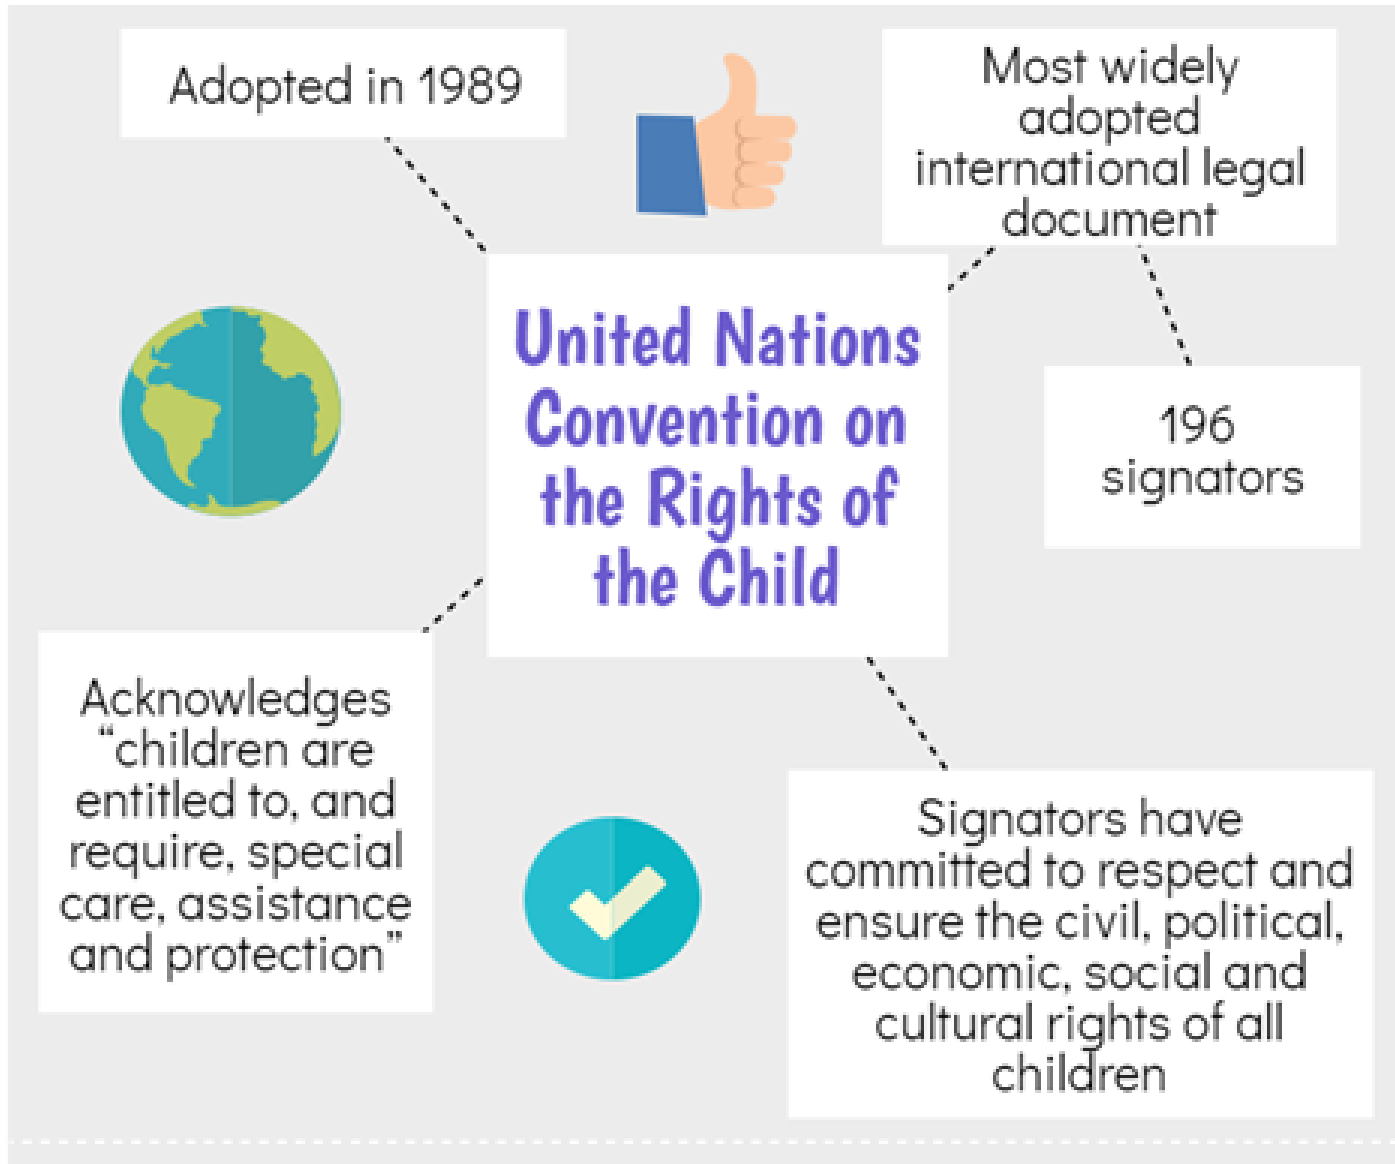 Adopted in 1989
Most widely
adopted
international legal
document
United Nations
Convention on
the Rights of
the Child
196
signators
Acknowledges
“children are
entitled to, and
require, special
care, assistance
and protection”
Signators have
committed to respect and
ensure the civil, political,
economic, social and
cultural rights of all
children